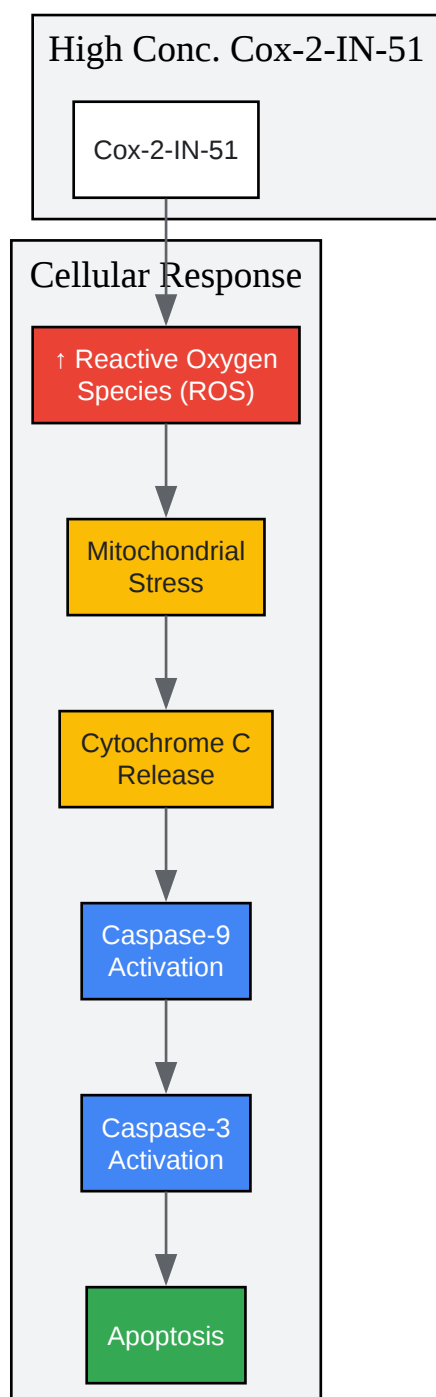 High Conc. Cox-2-IN-51
Cox-2-IN-51
Cellular Response
↑ Reactive Oxygen
Species (ROS)
Mitochondrial
Stress
Cytochrome C
Release
Caspase-9
Activation
Caspase-3
Activation
Apoptosis